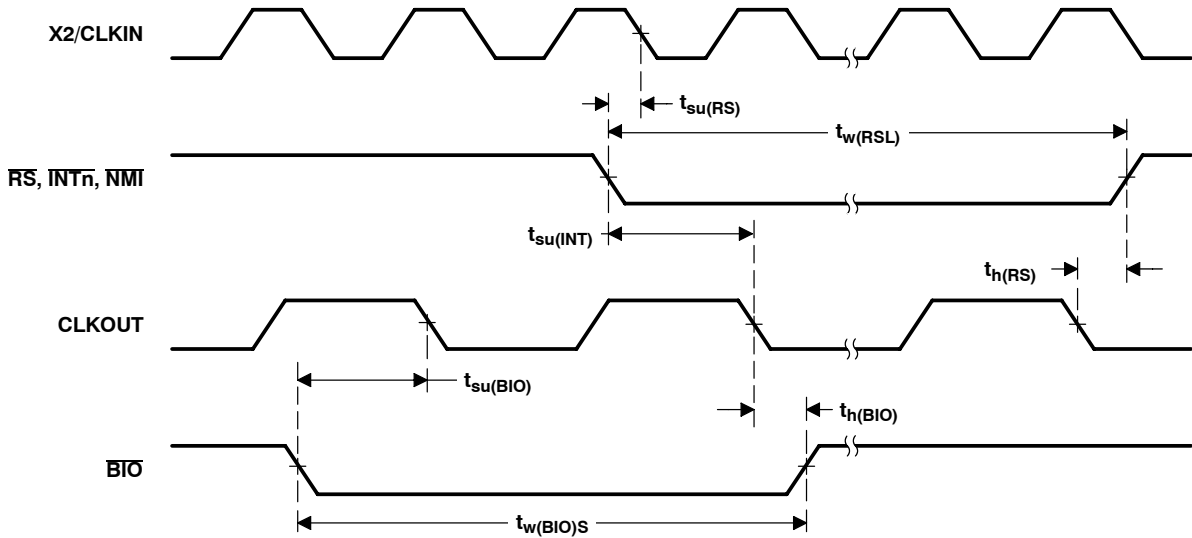 X2/CLKIN
tsu(RS)
tw(RSL)
RS, INTn, NMI
tsu(INT)
th(RS)
CLKOUT
tsu(BIO)
th(BIO)
BIO
tw(BIO)S